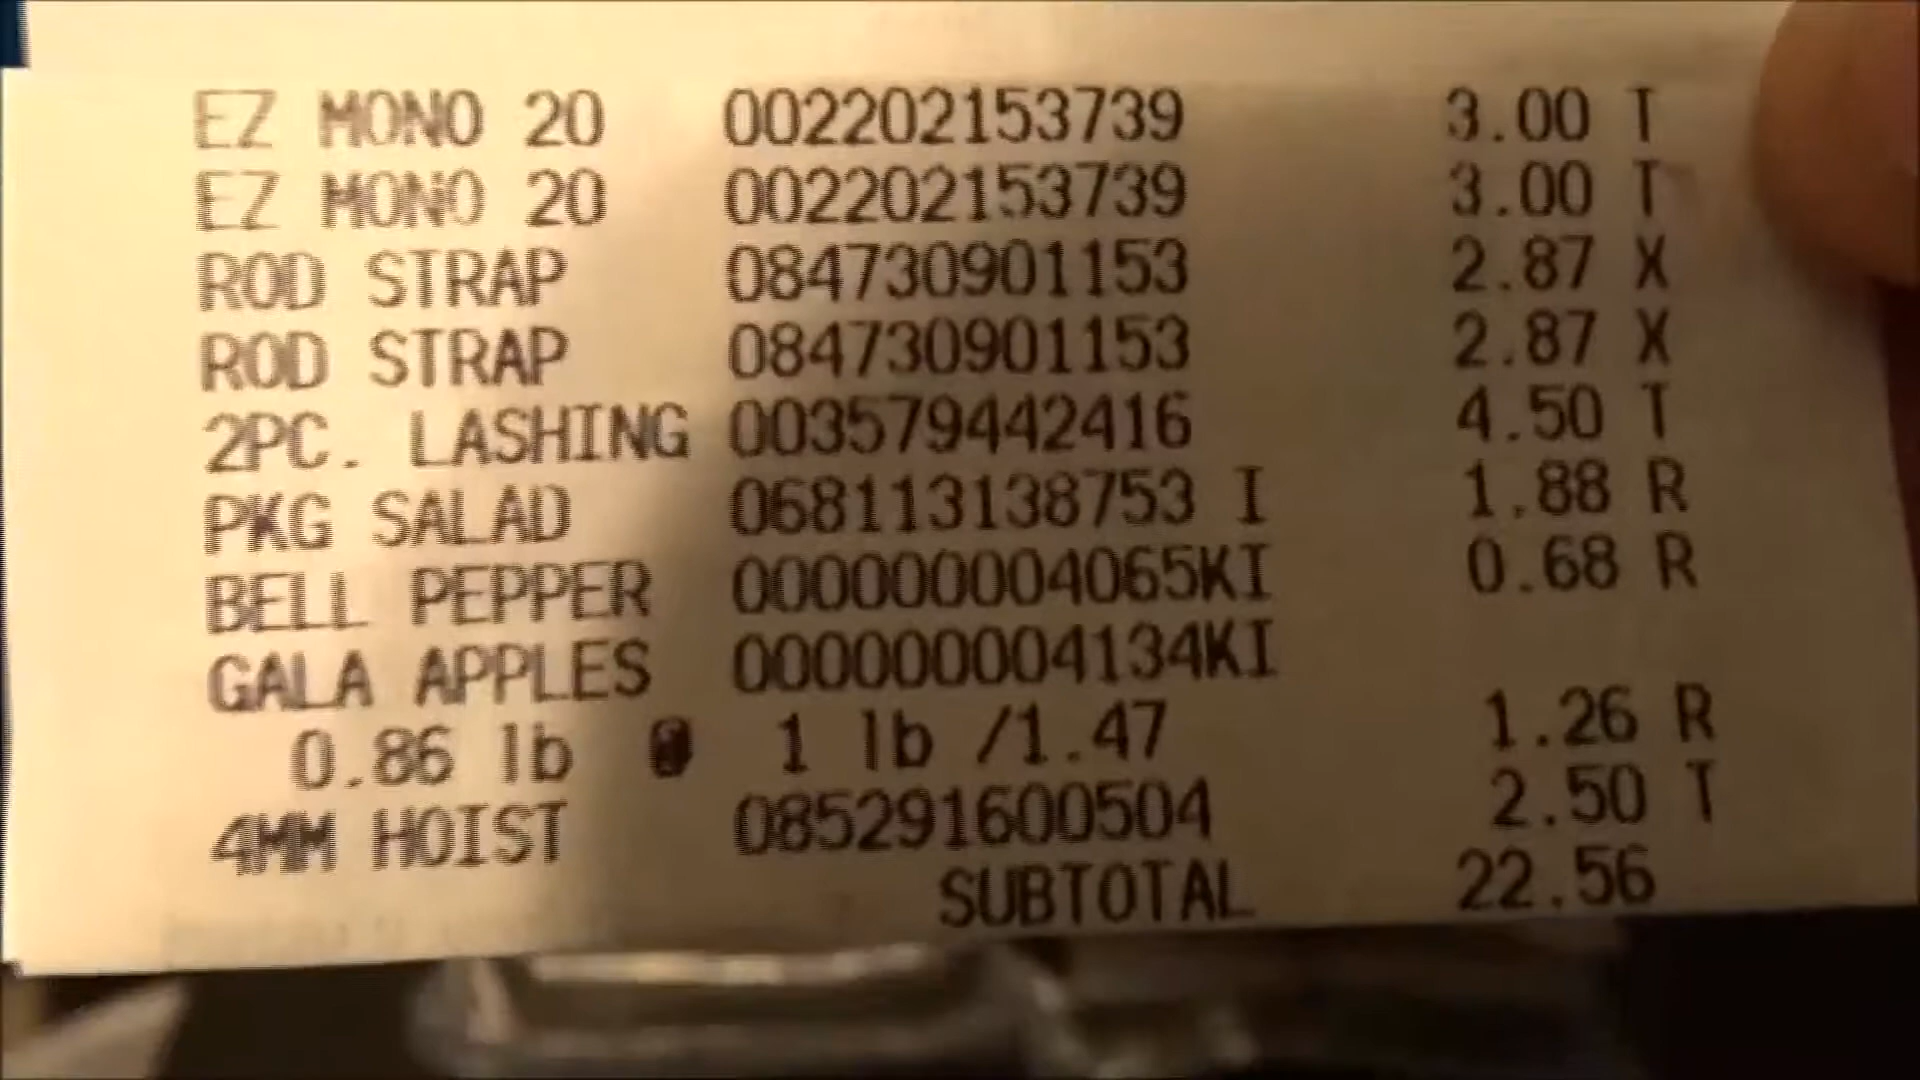 EZ MONO 20 002202153739 3.00 T
EZ MONO 20 002202153739 3.00 T
ROD STRAP 084730901153 2.87 X
ROD STRAP 084730901153 2.87 X
2PC. LASHING 003579442416 4.50 T
PKG SALAD 068113138753 I 1.88 R
BELL PEPPER 000000004065KI 0.68 R
GALA APPLES 000000004134KI
0.86 lb @ 1 lb /1.47 1.26 R
4MM HOIST 085291600504 2.50 T
SUBTOTAL 22.56